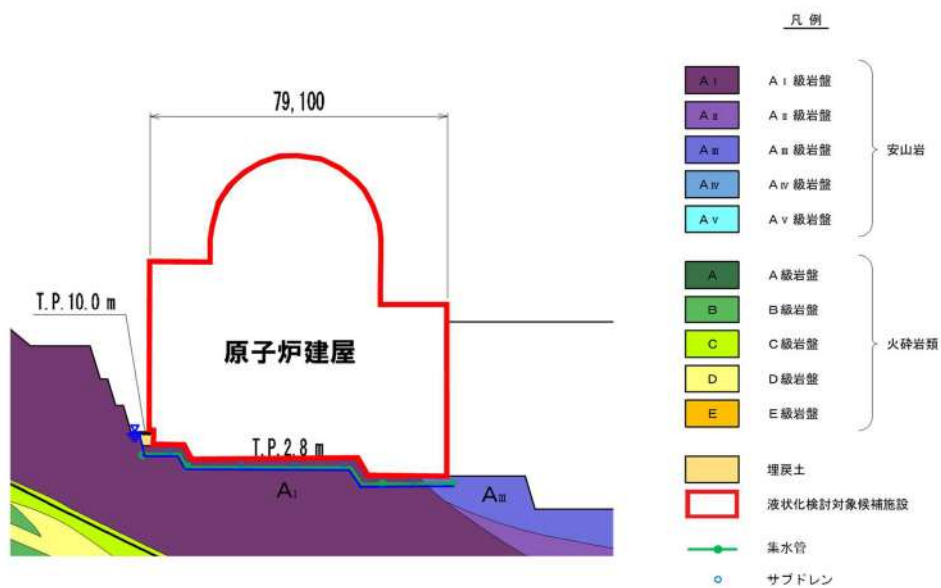 79,100
T.P.10.0 m
原子炉建屋
T.P.2.8 m
AⅠ
AⅢ
凡例
AⅠ AⅠ級岩盤
AⅡ AⅡ級岩盤
AⅢ AⅢ級岩盤
AⅣ AⅣ級岩盤
AⅤ AⅤ級岩盤
安山岩
A A級岩盤
B B級岩盤
C C級岩盤
D D級岩盤
E E級岩盤
火砕岩類
埋戻土
液状化検討対象候補施設
集水管
サブドレン